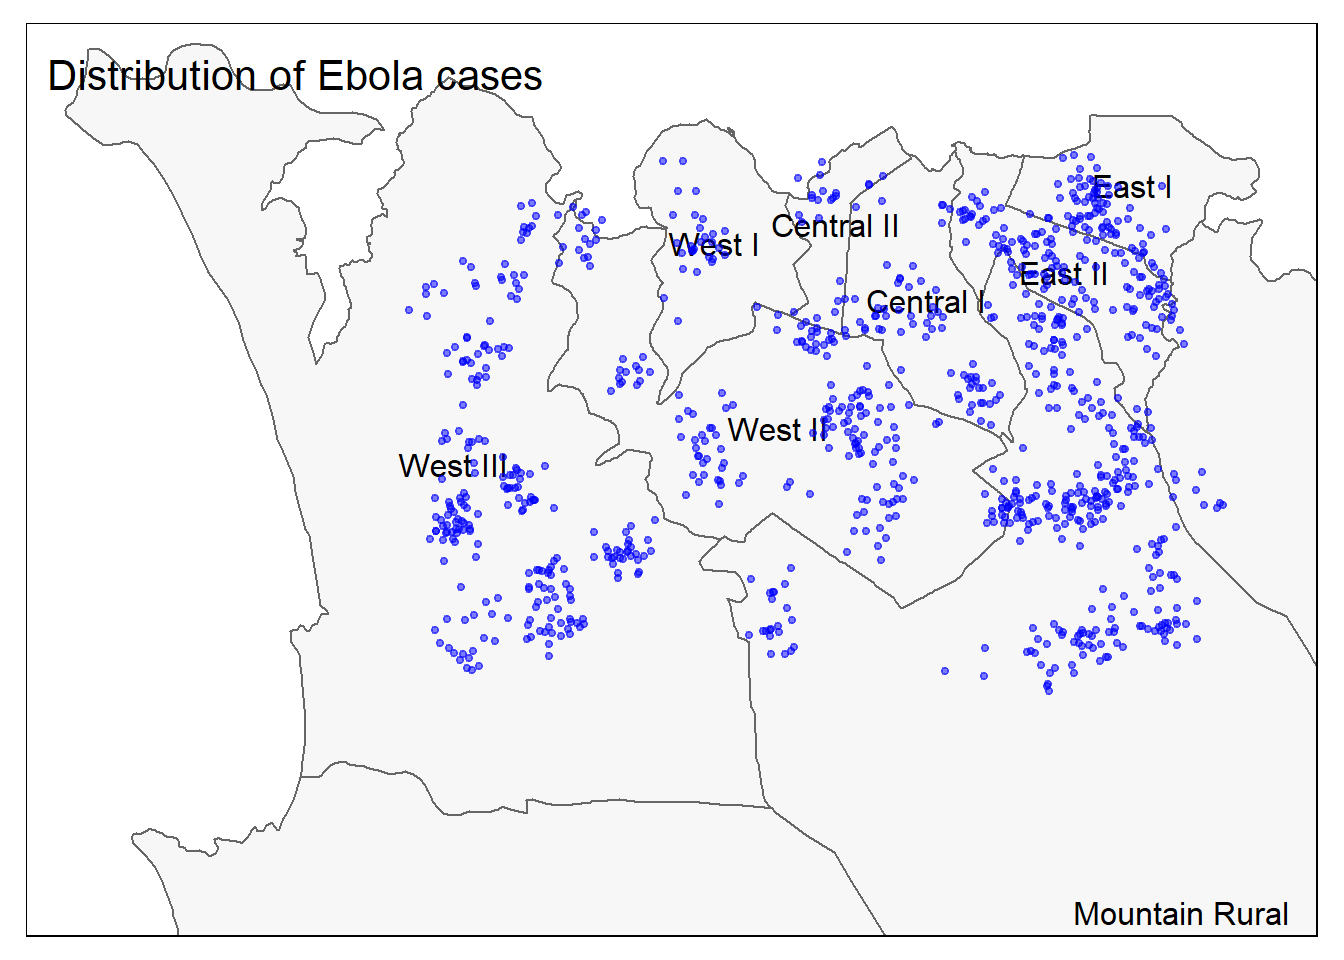 Distribution of Ebola cases
East I
Central II
West I
East II
Central I
West II
West III
Mountain Rural